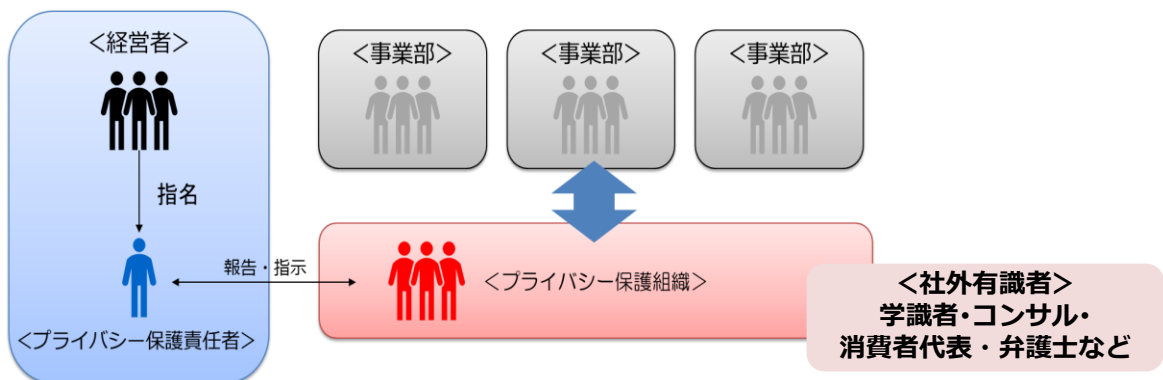 ＜経営者＞
指名
＜プライバシー保護責任者＞
＜事業部＞
＜事業部＞
＜事業部＞
報告・指示
＜プライバシー保護組織＞
＜社外有識者＞
学識者・コンサル・
消費者代表・弁護士など